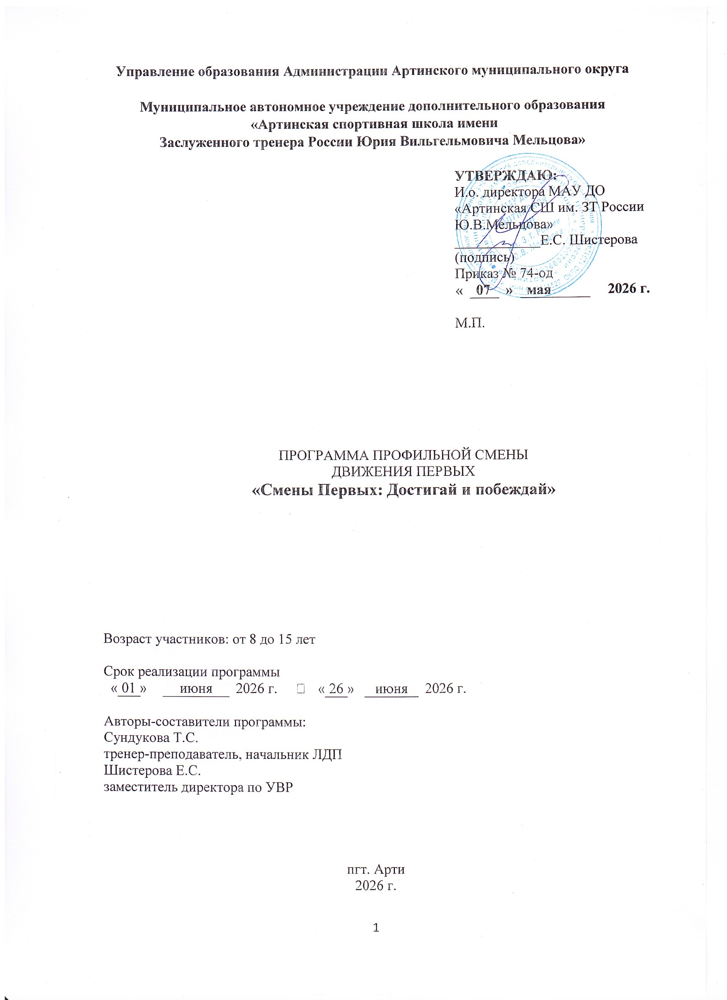 Управление образования Администрации Артинского муниципального округа
Муниципальное автономное учреждение дополнительного образования
«Артинская спортивная школа имени
Заслуженного тренера России Юрия Вильгельмовича Мельцова»
УТВЕРЖДАЮ:
И.о. директора МАУ ДО
«Артинская СШ им. ЗТ России
Ю.В.Мельцова»
____________Е.С. Шистерова
(подпись)
Приказ № 74-од
« 07 » мая 2026 г.
М.П.
ПРОГРАММА ПРОФИЛЬНОЙ СМЕНЫ
ДВИЖЕНИЯ ПЕРВЫХ
«Смены Первых: Достигай и побеждай»
Возраст участников: от 8 до 15 лет
Срок реализации программы
« 01 » июня 2026 г. « 26 » июня 2026 г.
Авторы-составители программы:
Сундукова Т.С.
тренер-преподаватель, начальник ЛДП
Шистерова Е.С.
заместитель директора по УВР
пгт. Арти
2026 г.
1